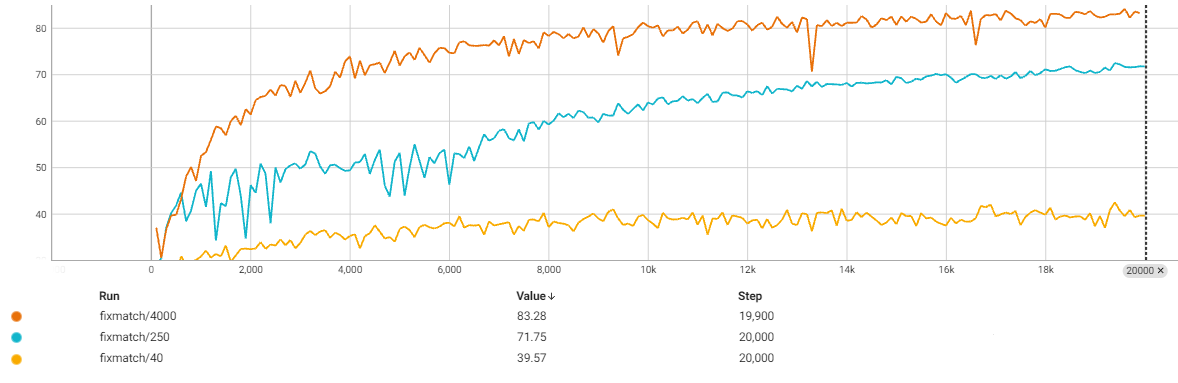 80
70
60
50
40
0 2,000 4,000 6,000 8,000 10k 12k 14k 16k 18k 20000 ✕
Run Value↓ Step
fixmatch/4000 83.28 19,900
fixmatch/250 71.75 20,000
fixmatch/40 39.57 20,000